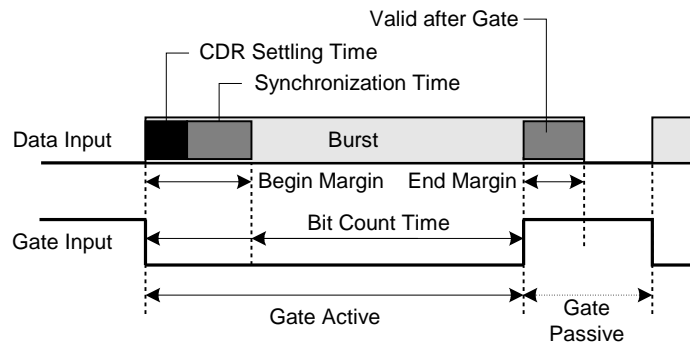 Valid after Gate
CDR Settling Time
Synchronization Time
Data Input
Burst
Begin Margin
End Margin
Bit Count Time
Gate Input
Gate Active
Gate
Passive